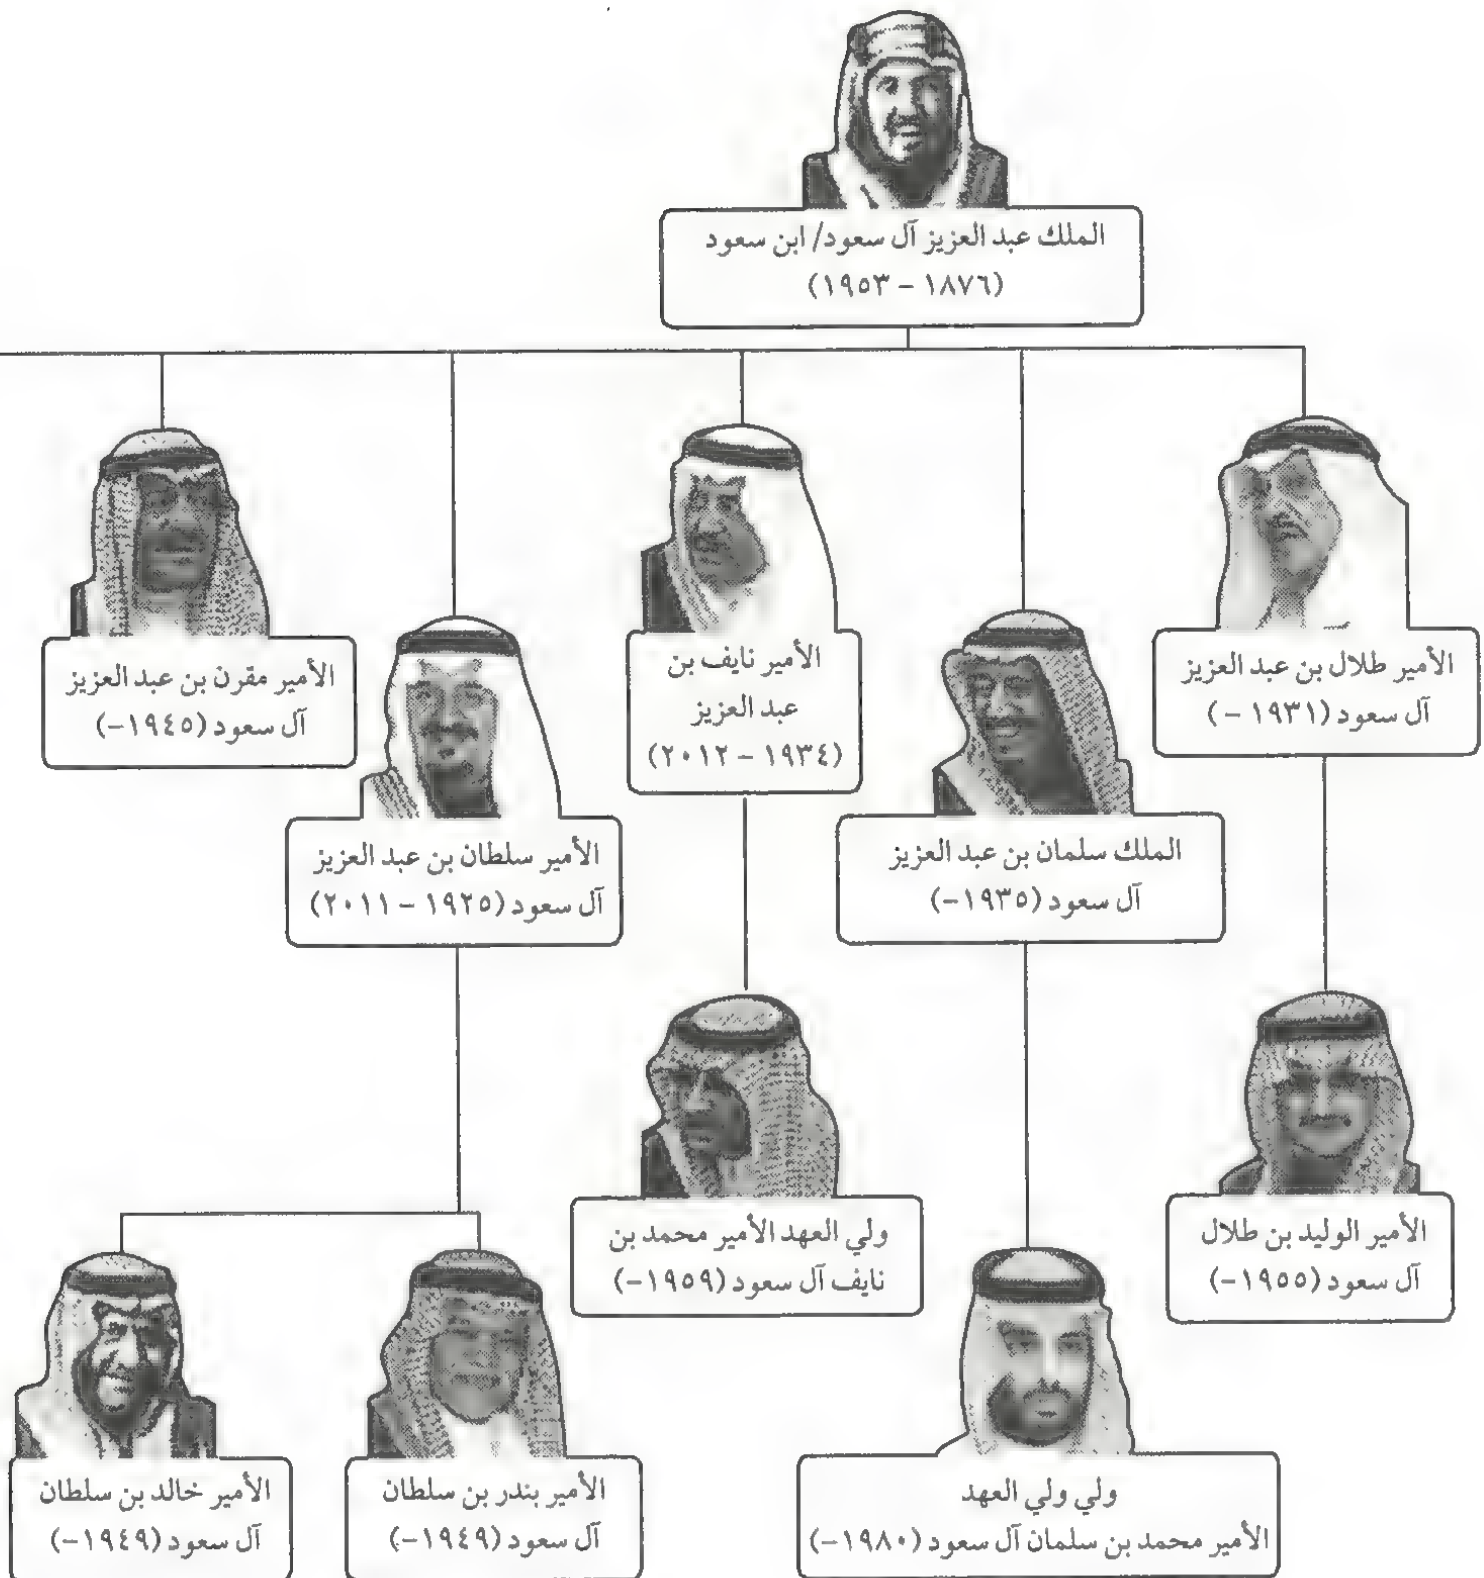 الملك عبد العزيز آل سعود/ ابن سعود
(١٨٧٦ – ١٩٥٣)
الأمير طلال بن عبد العزيز
آل سعود (١٩٣١ – )
الملك سلمان بن عبد العزيز
آل سعود (١٩٣٥–)
الأمير نايف بن
عبد العزيز
(١٩٣٤ – ٢٠١٢)
الأمير سلطان بن عبد العزيز
آل سعود (١٩٢٥ – ٢٠١١)
الأمير مقرن بن عبد العزيز
آل سعود (١٩٤٥–)
الأمير الوليد بن طلال
آل سعود (١٩٥٥–)
ولي ولي العهد
الأمير محمد بن سلمان آل سعود (١٩٨٠–)
ولي العهد الأمير محمد بن
نايف آل سعود (١٩٥٩–)
الأمير بندر بن سلطان
آل سعود (١٩٤٩–)
الأمير خالد بن سلطان
آل سعود (١٩٤٩–)